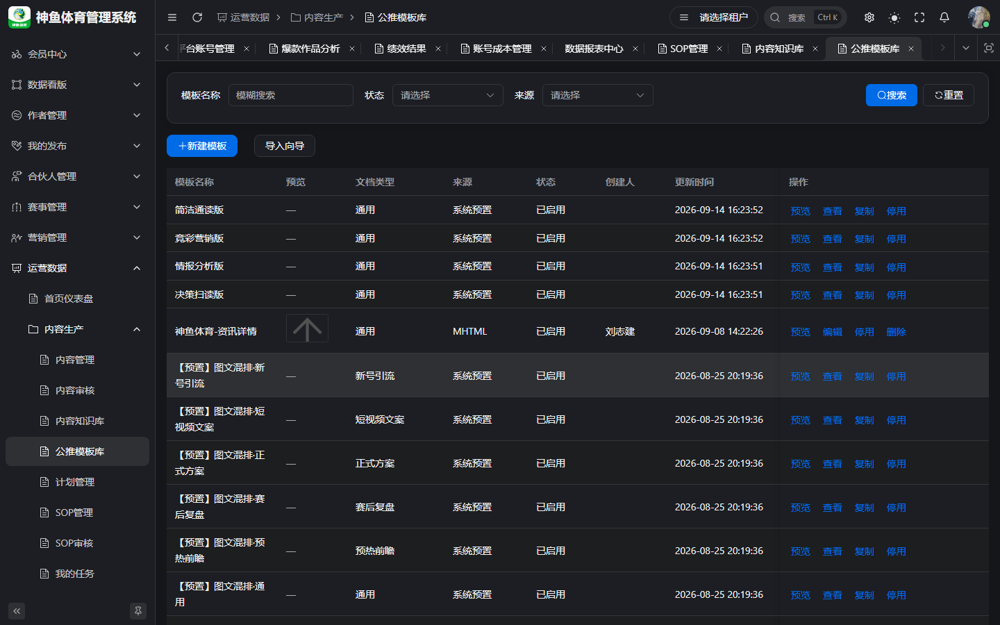 神鱼体育管理系统
运营数据
内容生产
公推模板库
请选择租户
搜索
Ctrl K
台账号管理
爆款作品分析
绩效结果
账号成本管理
数据报表中心
SOP管理
内容知识库
公推模板库
会员中心
数据看版
作者管理
我的发布
合伙人管理
赛事管理
营销管理
运营数据
首页仪表盘
内容生产
内容管理
内容审核
内容知识库
公推模板库
计划管理
SOP管理
SOP审核
我的任务
模板名称 模糊搜索 状态 请选择 来源 请选择 搜索 重置
新建模板 导入向导
模板名称 预览 文档类型 来源 状态 创建人 更新时间 操作
简洁通读版 — 通用 系统预置 已启用 2026-09-14 16:23:52 预览 查看 复制 停用
竞彩营销版 — 通用 系统预置 已启用 2026-09-14 16:23:52 预览 查看 复制 停用
情报分析版 — 通用 系统预置 已启用 2026-09-14 16:23:51 预览 查看 复制 停用
决策扫读版 — 通用 系统预置 已启用 2026-09-14 16:23:51 预览 查看 复制 停用
神鱼体育-资讯详情 通用 MHTML 已启用 刘志建 2026-09-08 14:22:26 预览 编辑 停用 删除
【预置】图文混排·新
号引流 — 新号引流 系统预置 已启用 2026-08-25 20:19:36 预览 查看 复制 停用
【预置】图文混排·短
视频文案 — 短视频文案 系统预置 已启用 2026-08-25 20:19:36 预览 查看 复制 停用
【预置】图文混排·正
式方案 — 正式方案 系统预置 已启用 2026-08-25 20:19:36 预览 查看 复制 停用
【预置】图文混排·赛
后复盘 — 赛后复盘 系统预置 已启用 2026-08-25 20:19:36 预览 查看 复制 停用
【预置】图文混排·预
热前瞻 — 预热前瞻 系统预置 已启用 2026-08-25 20:19:36 预览 查看 复制 停用
【预置】图文混排·通
用 — 通用 系统预置 已启用 2026-08-25 20:19:36 预览 查看 复制 停用